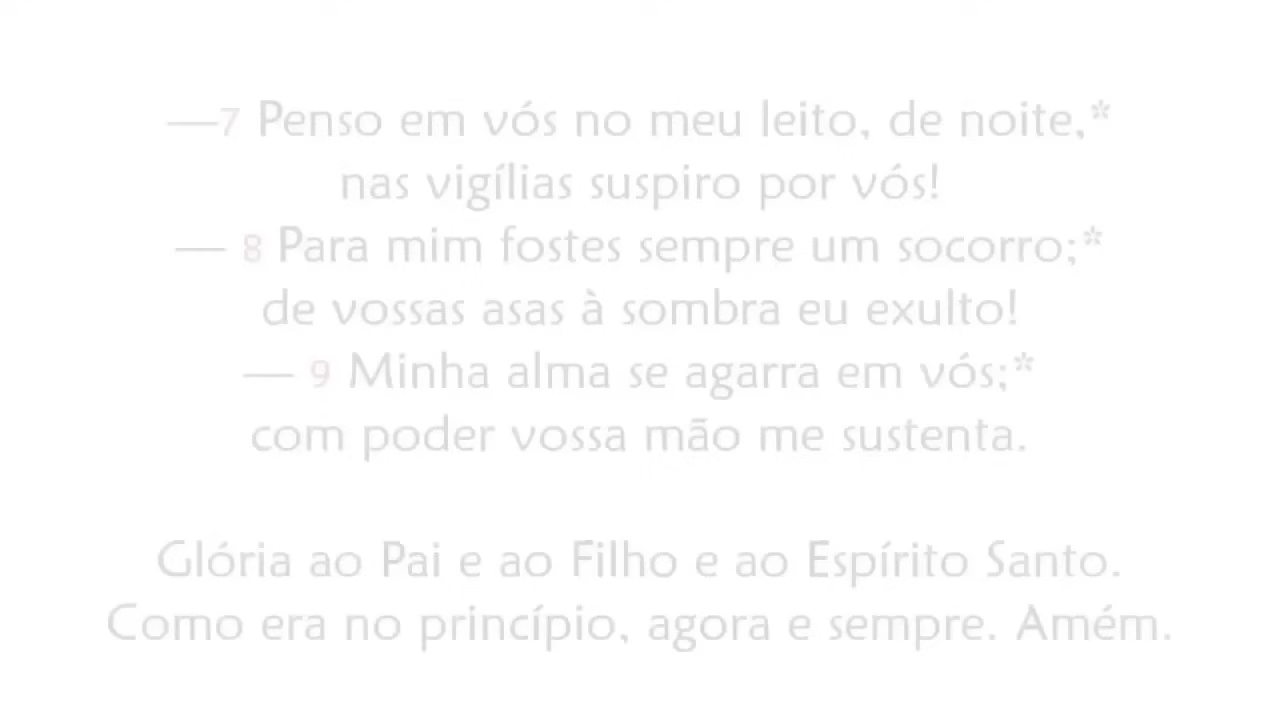 —7 Penso em vós no meu leito, de noite,*
nas vigílias suspiro por vós!
— 8 Para mim fostes sempre um socorro;*
de vossas asas à sombra eu exulto!
— 9 Minha alma se agarra em vós;*
com poder vossa mão me sustenta.
Glória ao Pai e ao Filho e ao Espírito Santo.
Como era no princípio, agora e sempre. Amém.